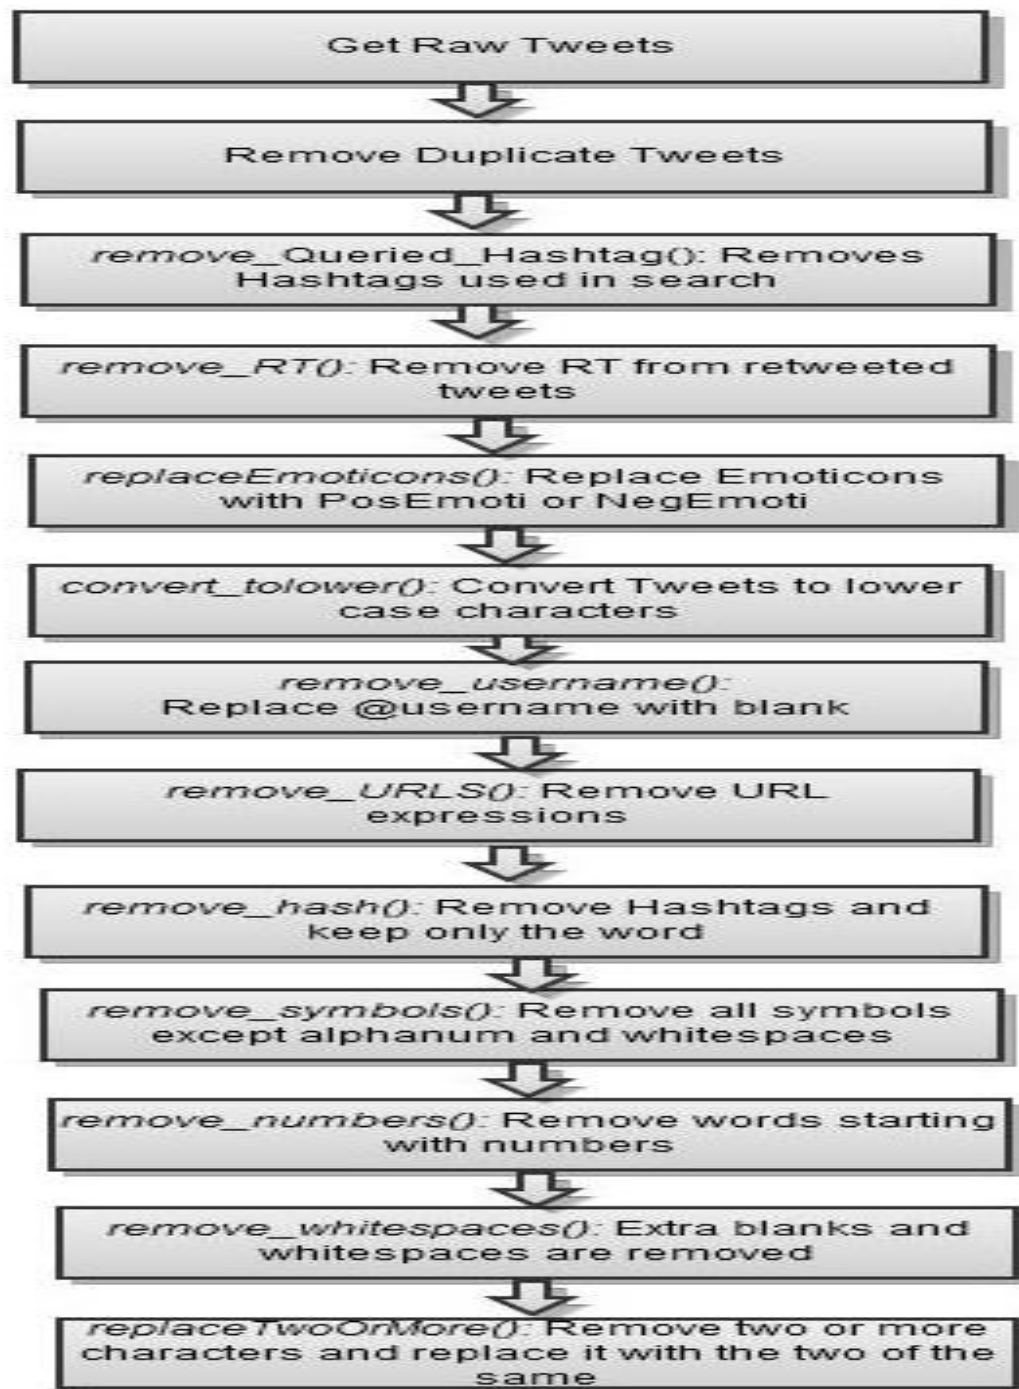 Get Raw Tweets
Remove Duplicate Tweets
remove_Queried_Hashtag(): Removes
Hashtags used in search
remove_RT(): Remove RT from retweeted
tweets
replaceEmoticons(): Replace Emoticons
with PosEmoti or NegEmoti
convert_tolower(): Convert Tweets to lower
case characters
remove_username():
Replace @username with blank
remove_URLS(): Remove URL
expressions
remove_hash(): Remove Hashtags and
keep only the word
remove_symbols(): Remove all symbols
except alphanum and whitespaces
remove_numbers(): Remove words starting
with numbers
remove_whitespaces(): Extra blanks and
whitespaces are removed
replaceTwoOrMore(): Remove two or more
characters and replace it with the two of the
same